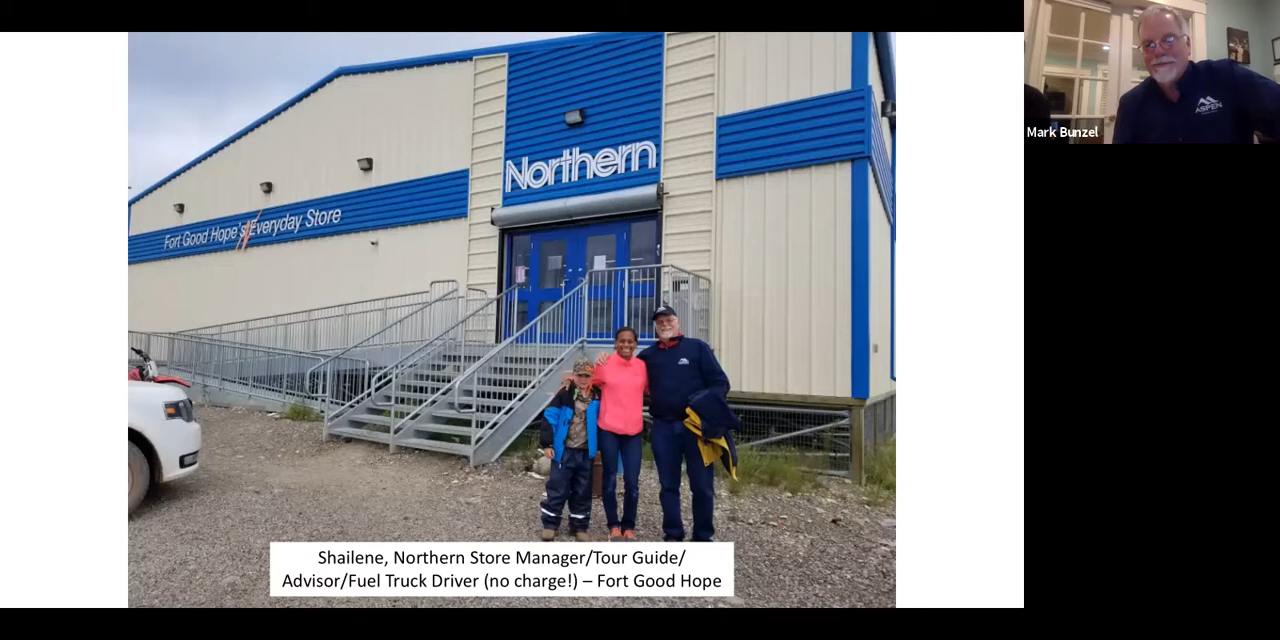 Northern
Fort Good Hope's Everyday Store
ASPEN
Mark Bunzel
ASPEN
Shailene, Northern Store Manager/Tour Guide/
Advisor/Fuel Truck Driver (no charge!) – Fort Good Hope